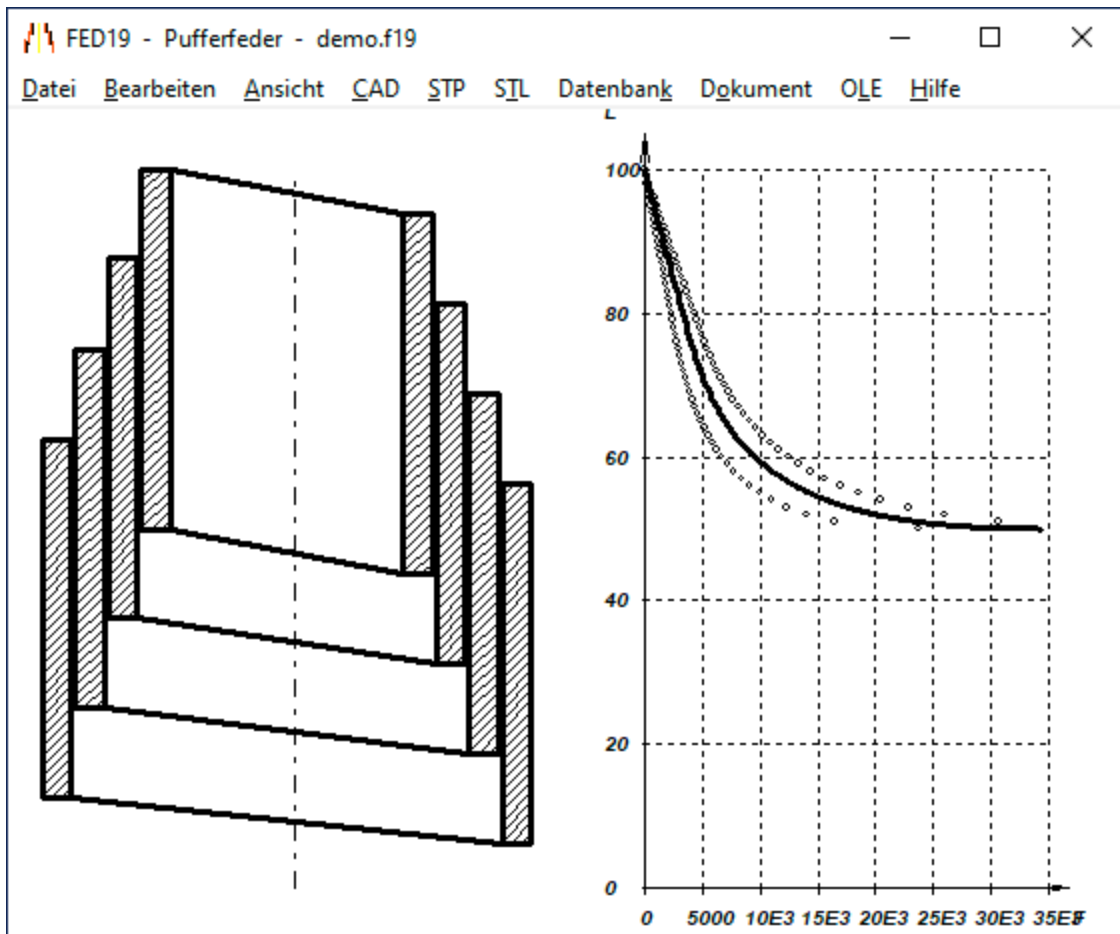 FED19 - Pufferfeder - demo.f19
Datei Bearbeiten Ansicht CAD STP STL Datenbank Dokument OLE Hilfe
L
100
80
60
40
20
0
0 5000 10E3 15E3 20E3 25E3 30E3 35E3 F